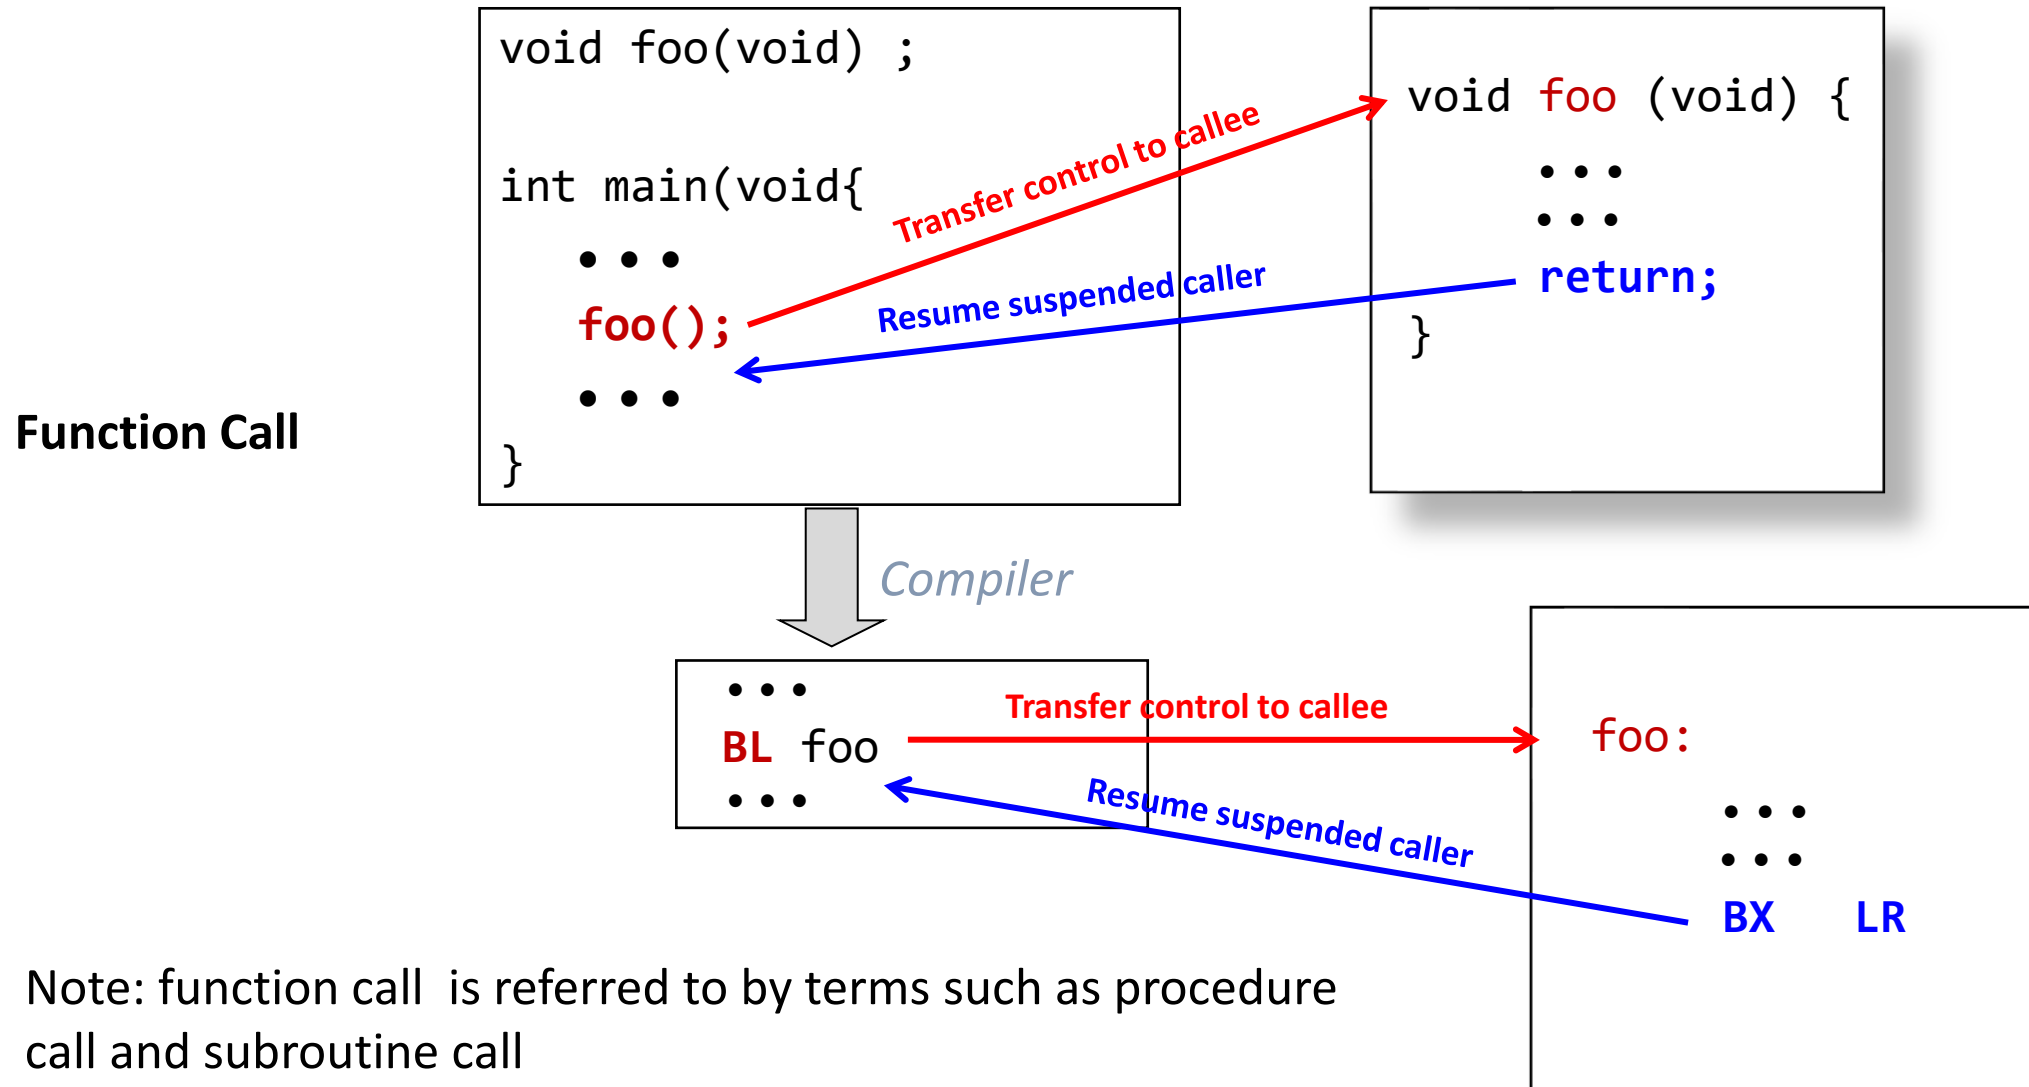 void foo(void) ;
int main(void{
• • •
foo();
• • •
}
Transfer control to callee
Resume suspended caller
void foo (void) {
• • •
• • •
return;
}
Function Call
Compiler
• • •
BL foo
• • •
Transfer control to callee
Resume suspended caller
foo:
• • •
• • •
BX LR
Note: function call is referred to by terms such as procedure
call and subroutine call